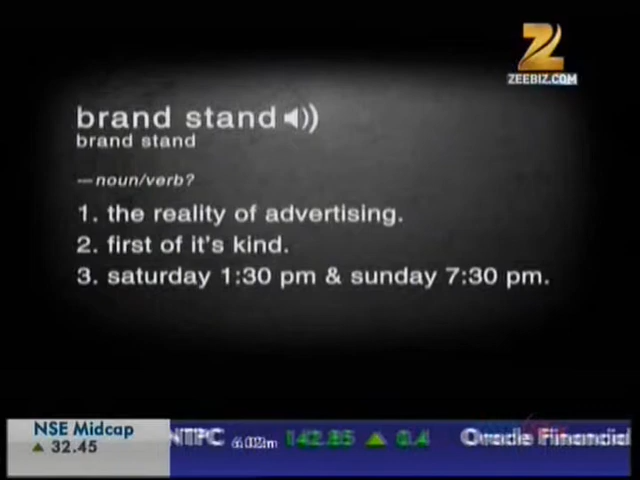 Z
ZEEBIZ.COM
brand stand
brand stand
—noun/verb?
1. the reality of advertising.
2. first of it's kind.
3. saturday 1:30 pm & sunday 7:30 pm.
NSE Midcap
▲ 32.45
NTPC 6.02m 142.85 ▲ 0.4 Oracle Financial